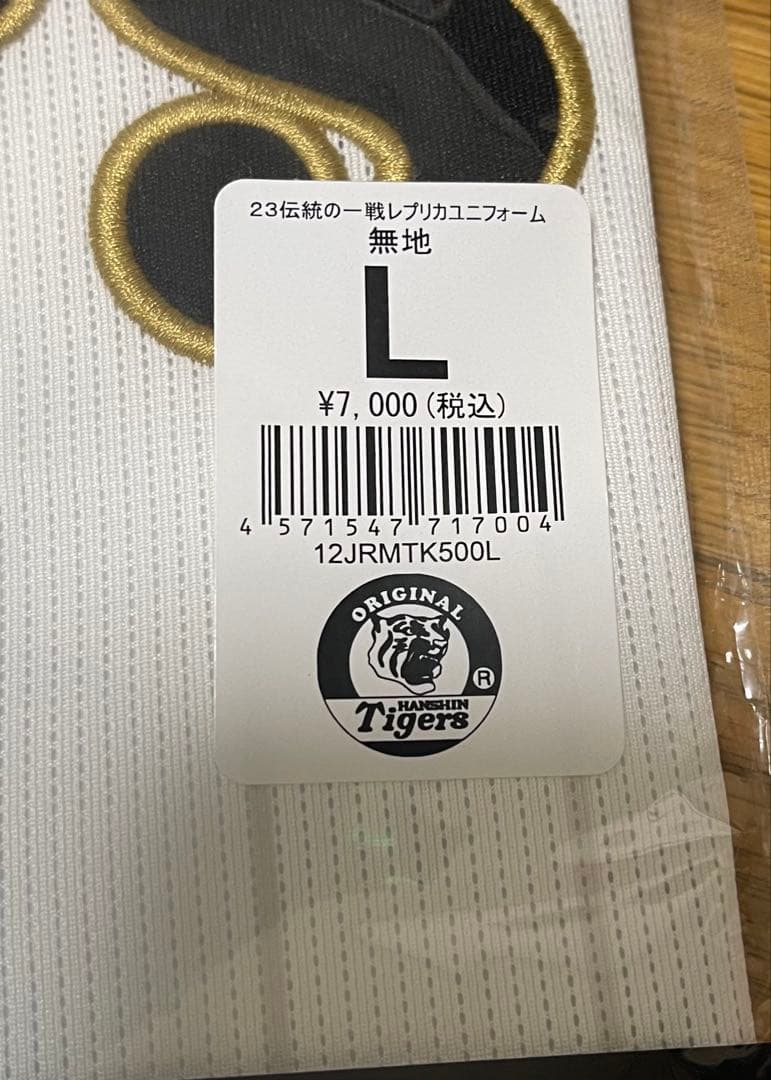 23伝統の一戦レプリカユニフォーム
無地
L
¥7,000(税込)
4 571547 717004
12JRMTK500L
ORIGINAL
®
HANSHIN
Tigers